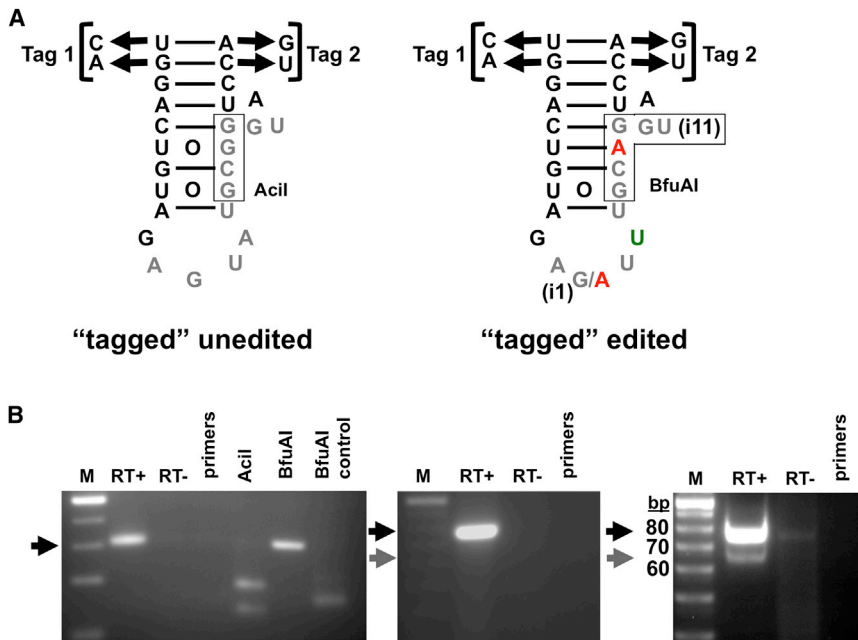 A
Tag 1 C U A G Tag 2
A G C U
G C
A U A
C G G U
U O G
G C
U O G AciI
A U
G A
A U
G
"tagged" unedited
Tag 1 C U A G Tag 2
A G C U
G C
A U A
C G G U (i11)
U A
G C
U O G BfuAI
A U
G U
A U
(i1) G/A
"tagged" edited
B
M RT+ RT- primers AciI BfuAI BfuAI control
M RT+ RT- primers
M RT+ RT- primers
bp
80
70
60